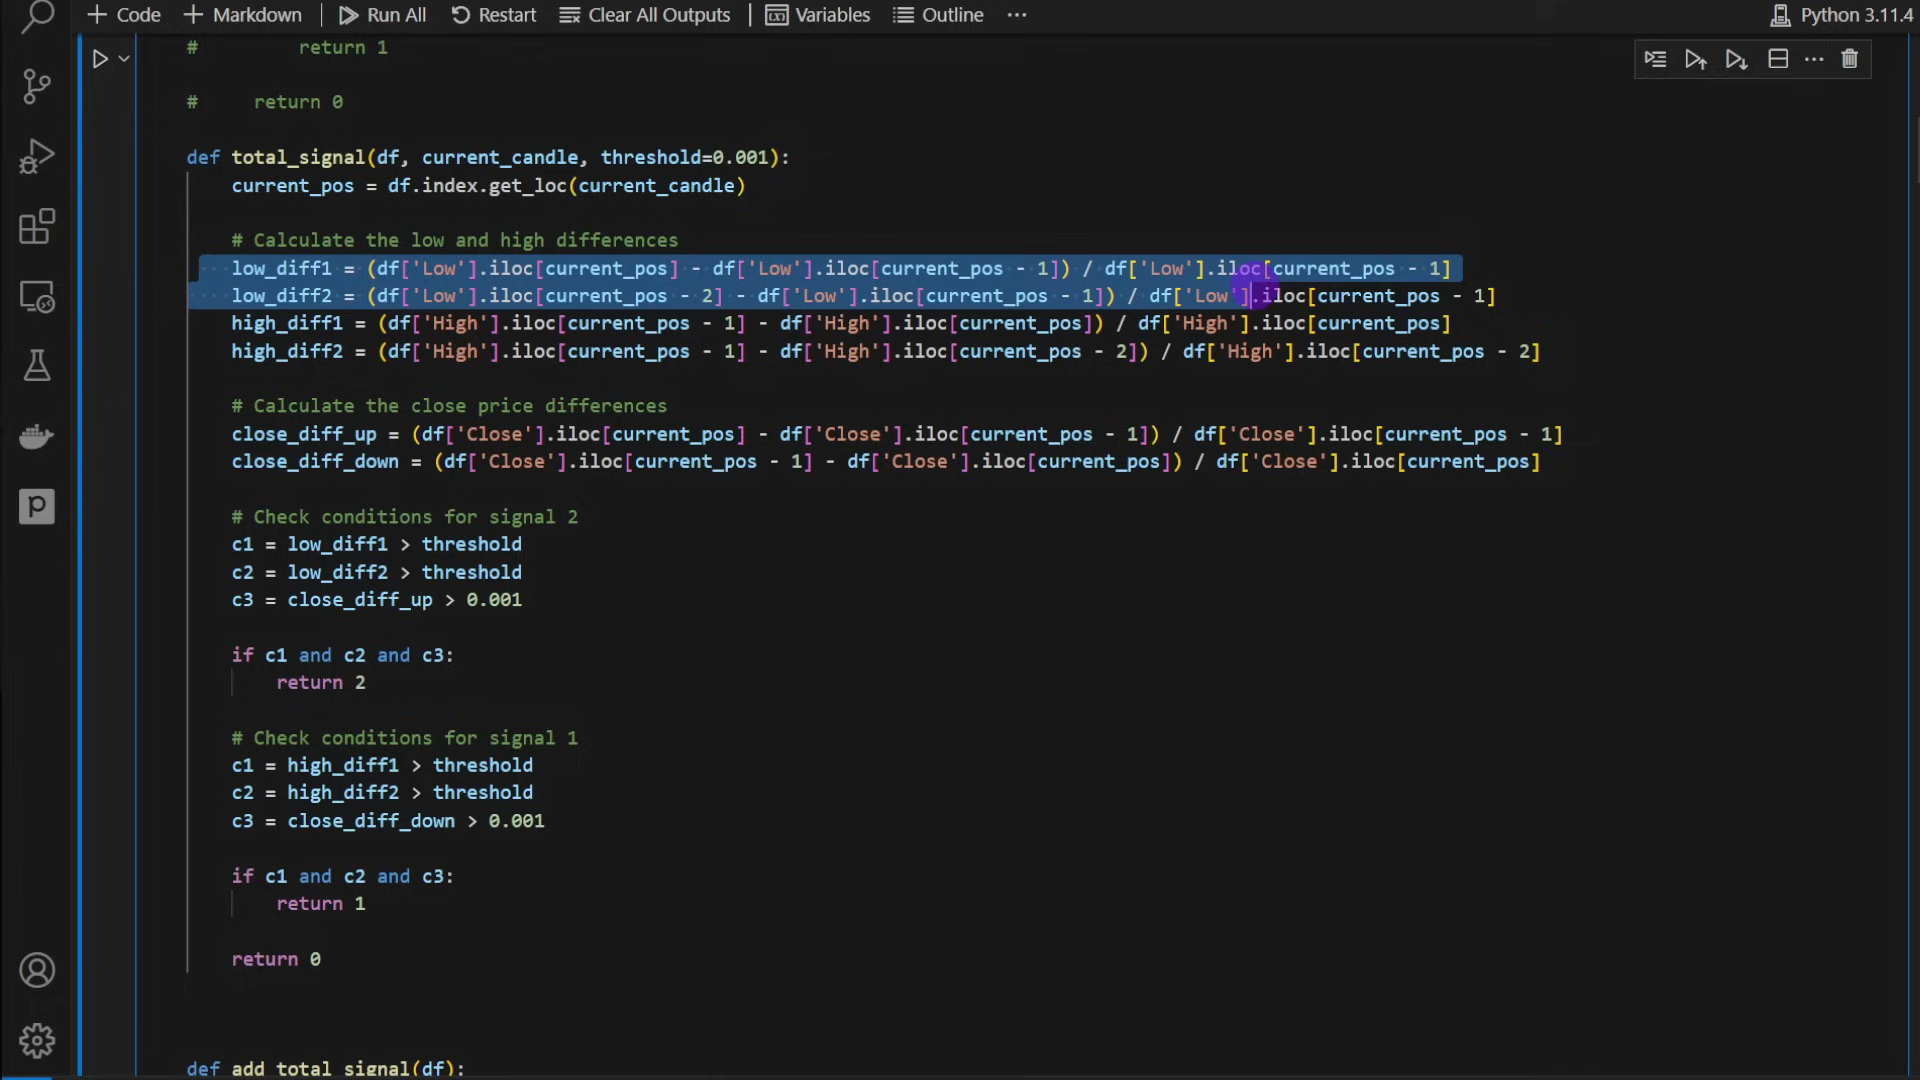 Code Markdown Run All Restart Clear All Outputs Variables Outline ··· Python 3.11.4
#         return 1
#     return 0
def total_signal(df, current_candle, threshold=0.001):
    current_pos = df.index.get_loc(current_candle)
    # Calculate the low and high differences
    low_diff1 = (df['Low'].iloc[current_pos] - df['Low'].iloc[current_pos - 1]) / df['Low'].iloc[current_pos - 1]
    low_diff2 = (df['Low'].iloc[current_pos - 2] - df['Low'].iloc[current_pos - 1]) / df['Low'].iloc[current_pos - 1]
    high_diff1 = (df['High'].iloc[current_pos - 1] - df['High'].iloc[current_pos]) / df['High'].iloc[current_pos]
    high_diff2 = (df['High'].iloc[current_pos - 1] - df['High'].iloc[current_pos - 2]) / df['High'].iloc[current_pos - 2]
    # Calculate the close price differences
    close_diff_up = (df['Close'].iloc[current_pos] - df['Close'].iloc[current_pos - 1]) / df['Close'].iloc[current_pos - 1]
    close_diff_down = (df['Close'].iloc[current_pos - 1] - df['Close'].iloc[current_pos]) / df['Close'].iloc[current_pos]
    # Check conditions for signal 2
    c1 = low_diff1 > threshold
    c2 = low_diff2 > threshold
    c3 = close_diff_up > 0.001
    if c1 and c2 and c3:
        return 2
    # Check conditions for signal 1
    c1 = high_diff1 > threshold
    c2 = high_diff2 > threshold
    c3 = close_diff_down > 0.001
    if c1 and c2 and c3:
        return 1
    return 0
def add_total_signal(df):